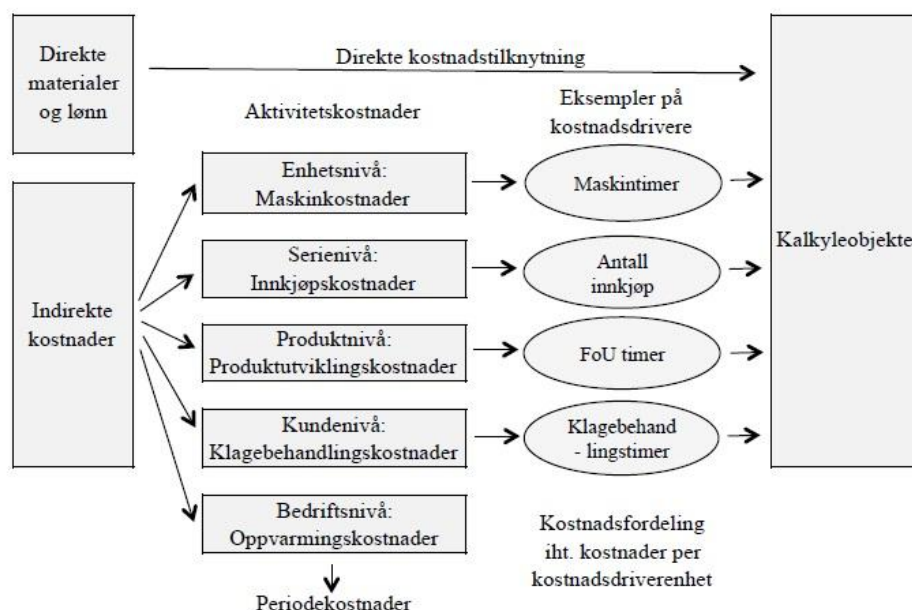 Direkte
materialer
og lønn
Direkte kostnadstilknytning
Aktivitetskostnader
Eksempler på
kostnadsdrivere
Indirekte
kostnader
Enhetsnivå:
Maskinkostnader
Maskintimer
Serienivå:
Innkjøpskostnader
Antall
innkjøp
Produktnivå:
Produktutviklingskostnader
FoU timer
Kundenivå:
Klagebehandlingskostnader
Klagebehand
- lingstimer
Bedriftsnivå:
Oppvarmingskostnader
Kostnadsfordeling
iht. kostnader per
kostnadsdriverenhet
Periodekostnader
Kalkyleobjekte